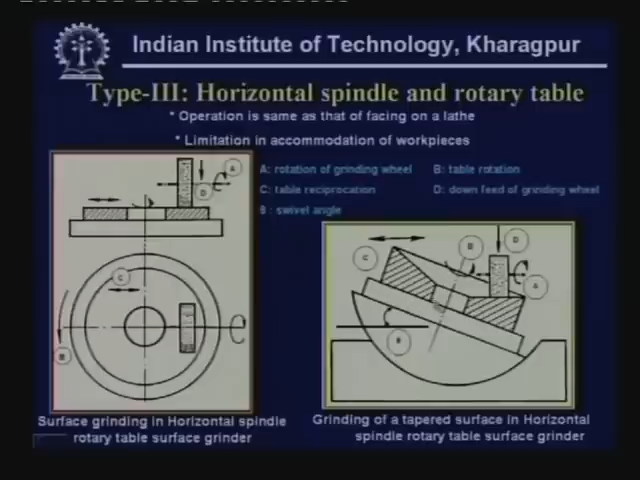 Indian Institute of Technology, Kharagpur
Type-III: Horizontal spindle and rotary table
* Operation is same as that of facing on a lathe
* Limitation in accommodation of workpieces
A: rotation of grinding wheel B: table rotation
C: table reciprocation D: down feed of grinding wheel
θ : swivel angle
A
D
C
B
B
D
C
A
θ
Surface grinding in Horizontal spindle
rotary table surface grinder
Grinding of a tapered surface in Horizontal
spindle rotary table surface grinder